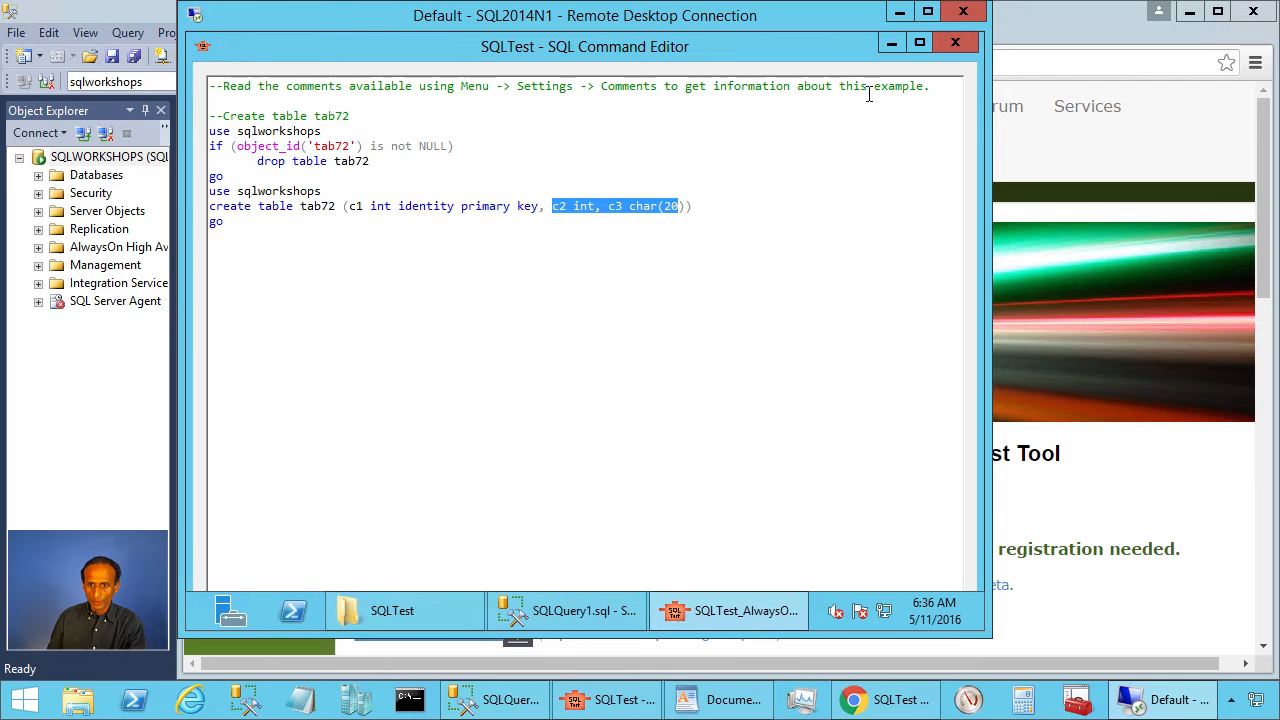 Default - SQL2014N1 - Remote Desktop Connection
SQLTest - SQL Command Editor
File Edit View Query Pro
sqlworkshops
Object Explorer
Connect
SQLWORKSHOPS (SQL
Databases
Security
Server Objects
Replication
AlwaysOn High Av
Management
Integration Service
SQL Server Agent
--Read the comments available using Menu -> Settings -> Comments to get information about this example.
--Create table tab72
use sqlworkshops
if (object_id('tab72') is not NULL)
drop table tab72
go
use sqlworkshops
create table tab72 (c1 int identity primary key, c2 int, c3 char(20))
go
rum Services
st Tool
registration needed.
eta.
SQLTest
SQLQuery1.sql - S...
SQLTest_AlwaysO...
6:36 AM
5/11/2016
Ready
SQLQuer...
SQLTest -...
Docume...
SQLTest ...
Default - ...